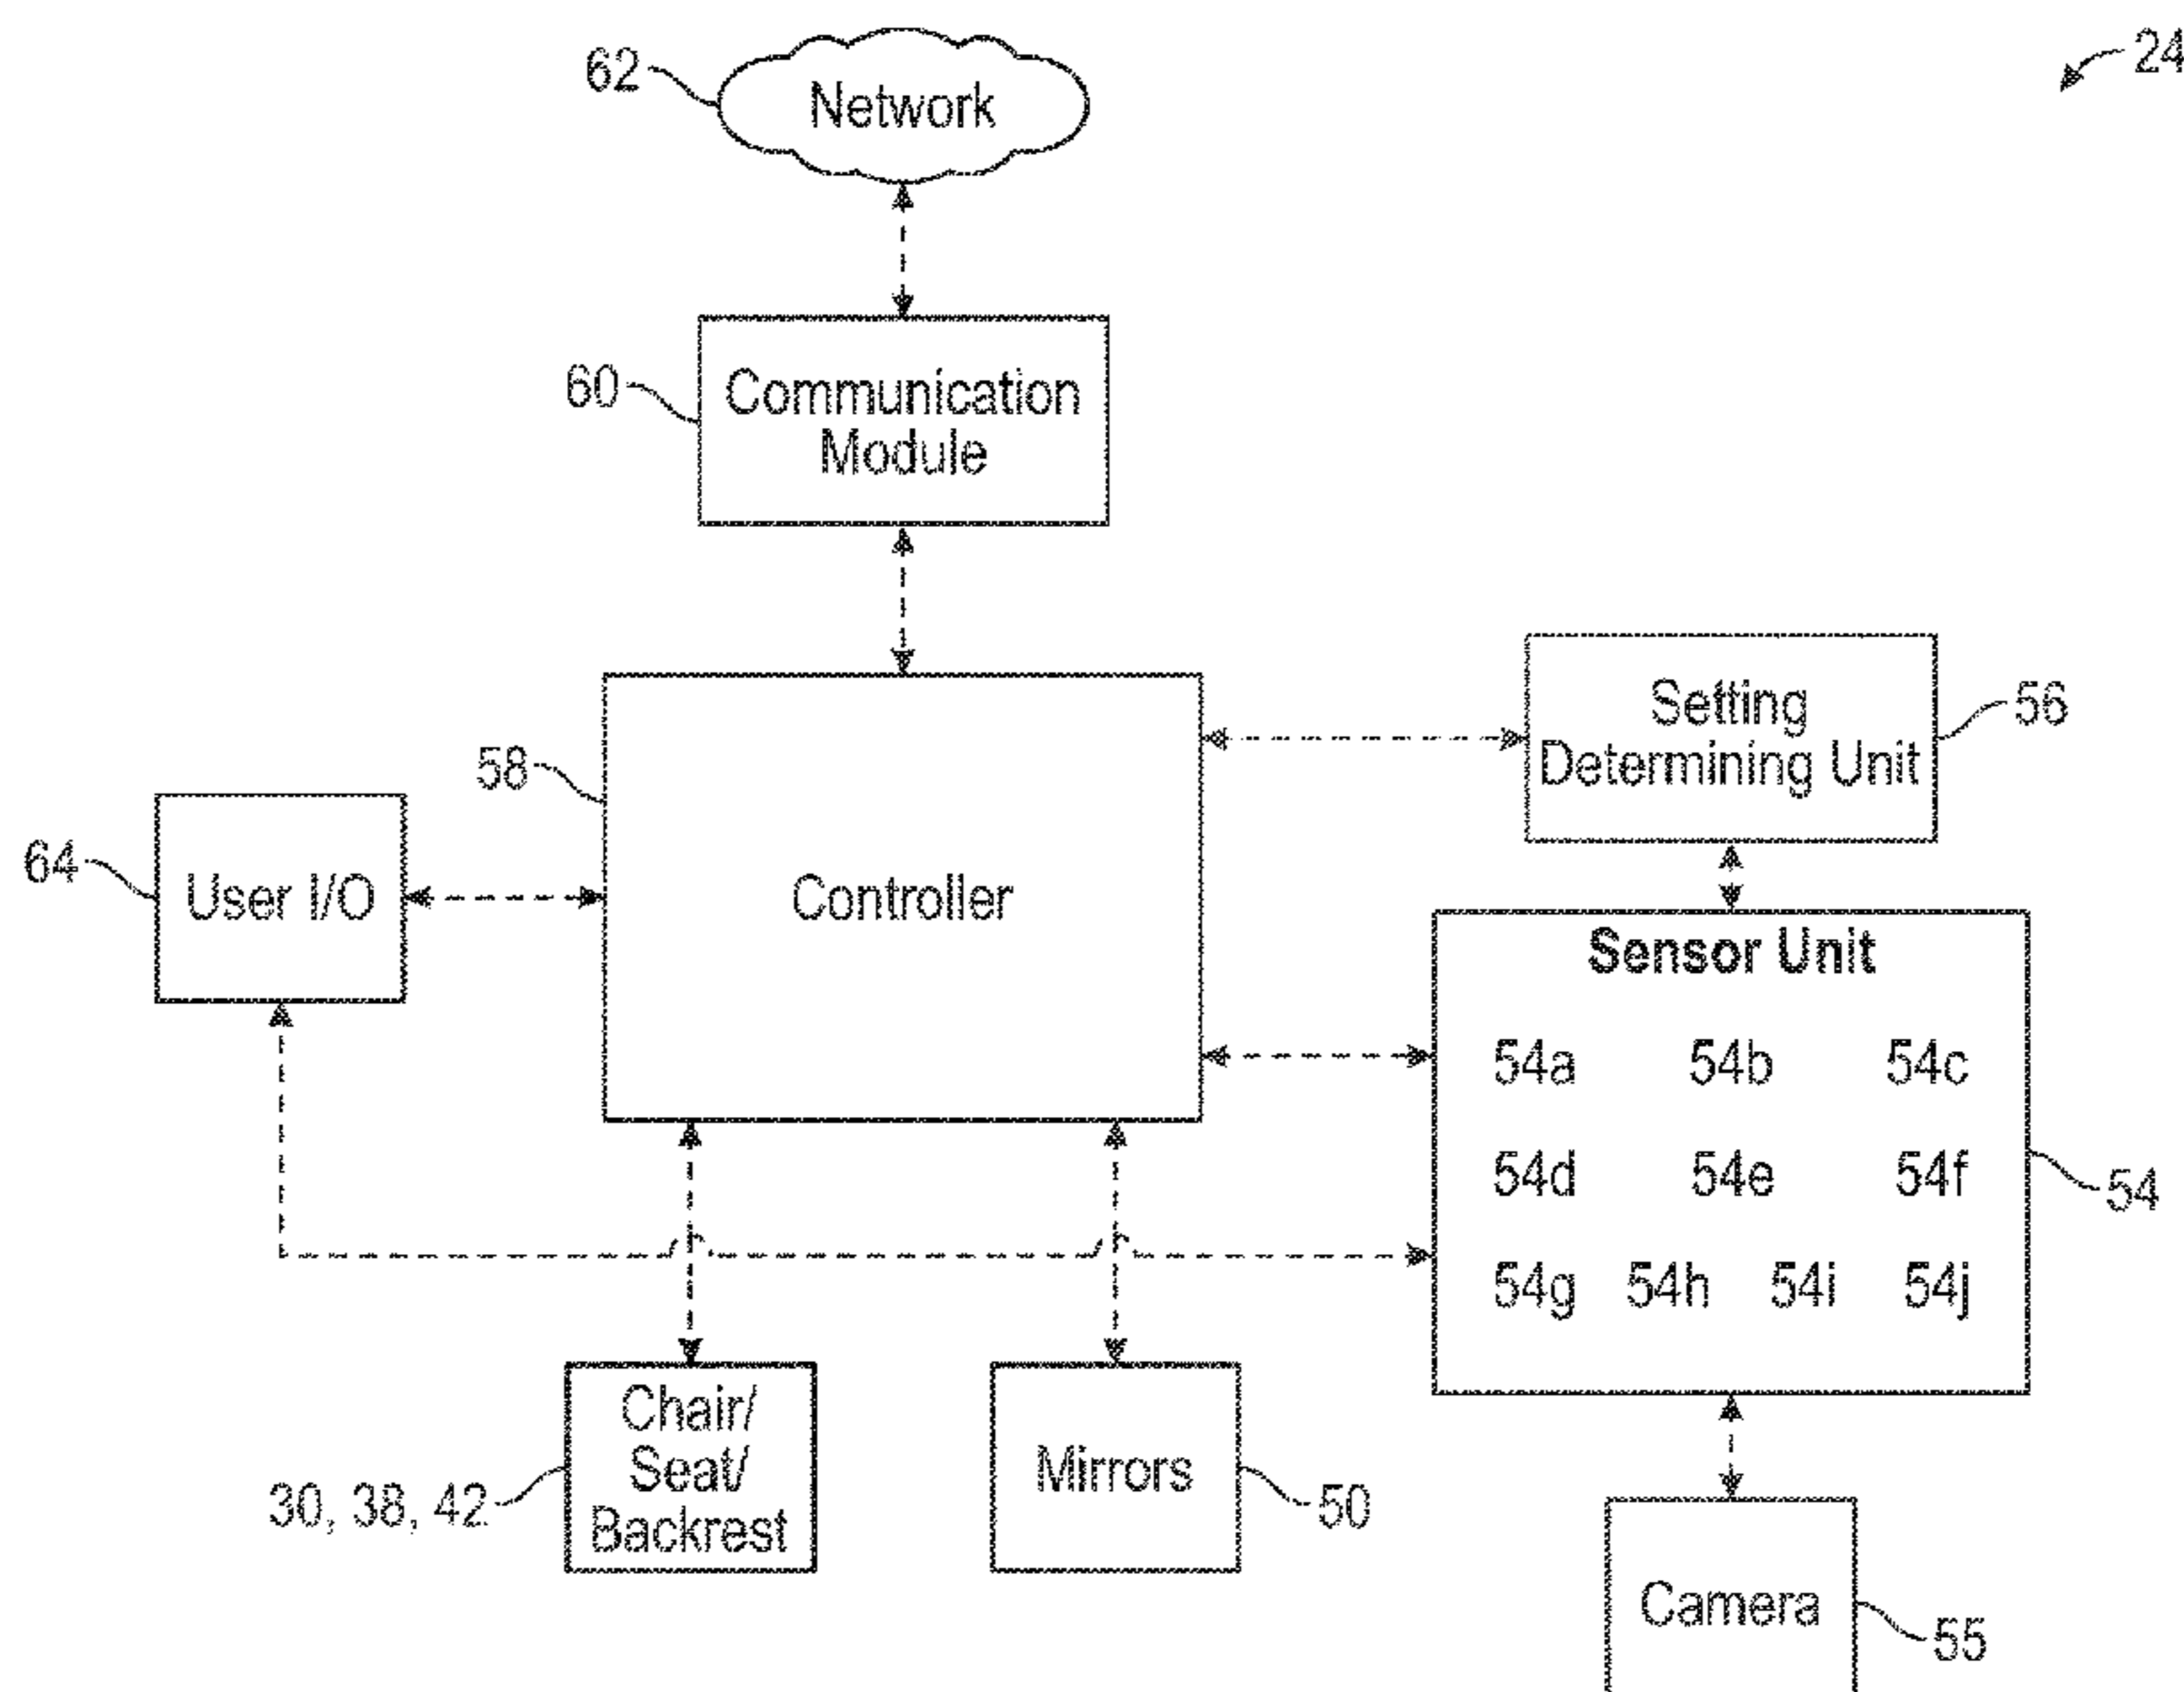 24
62
Network
60
Communication
Module
56
Setting
Determining Unit
58
Controller
64
User I/O
Sensor Unit
54a 54b 54c
54d 54e 54f
54g 54h 54i 54j
54
30, 38, 42
Chair/
Seat/
Backrest
Mirrors
50
Camera
55